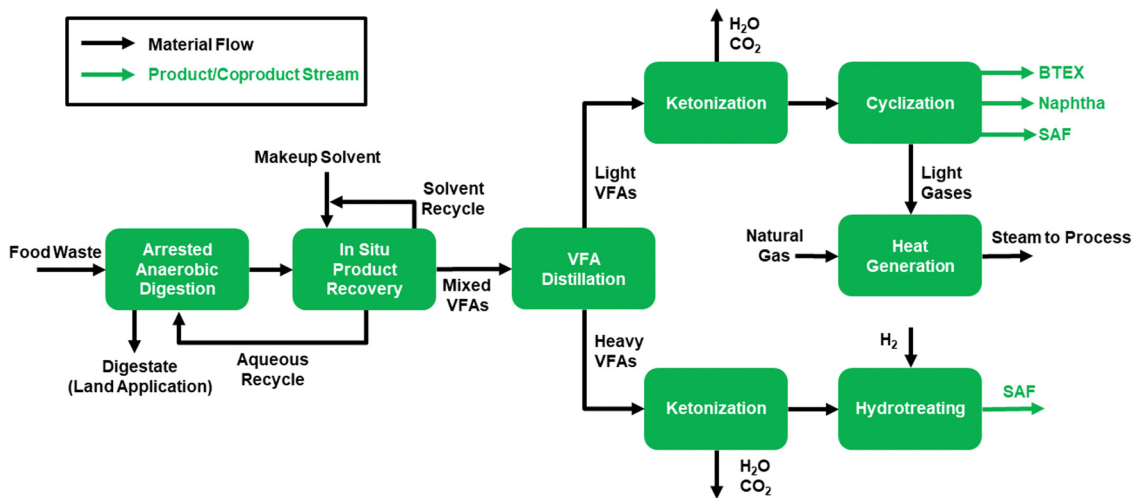 Material Flow
Product/Coproduct Stream
H₂O
CO₂
Ketonization
Cyclization
BTEX
Naphtha
SAF
Makeup Solvent
Solvent
Recycle
Light
VFAs
Light
Gases
Food Waste
Arrested
Anaerobic
Digestion
In Situ
Product
Recovery
Mixed
VFAs
VFA
Distillation
Natural
Gas
Heat
Generation
Steam to Process
Digestate
(Land Application)
Aqueous
Recycle
Heavy
VFAs
H₂
Ketonization
Hydrotreating
SAF
H₂O
CO₂